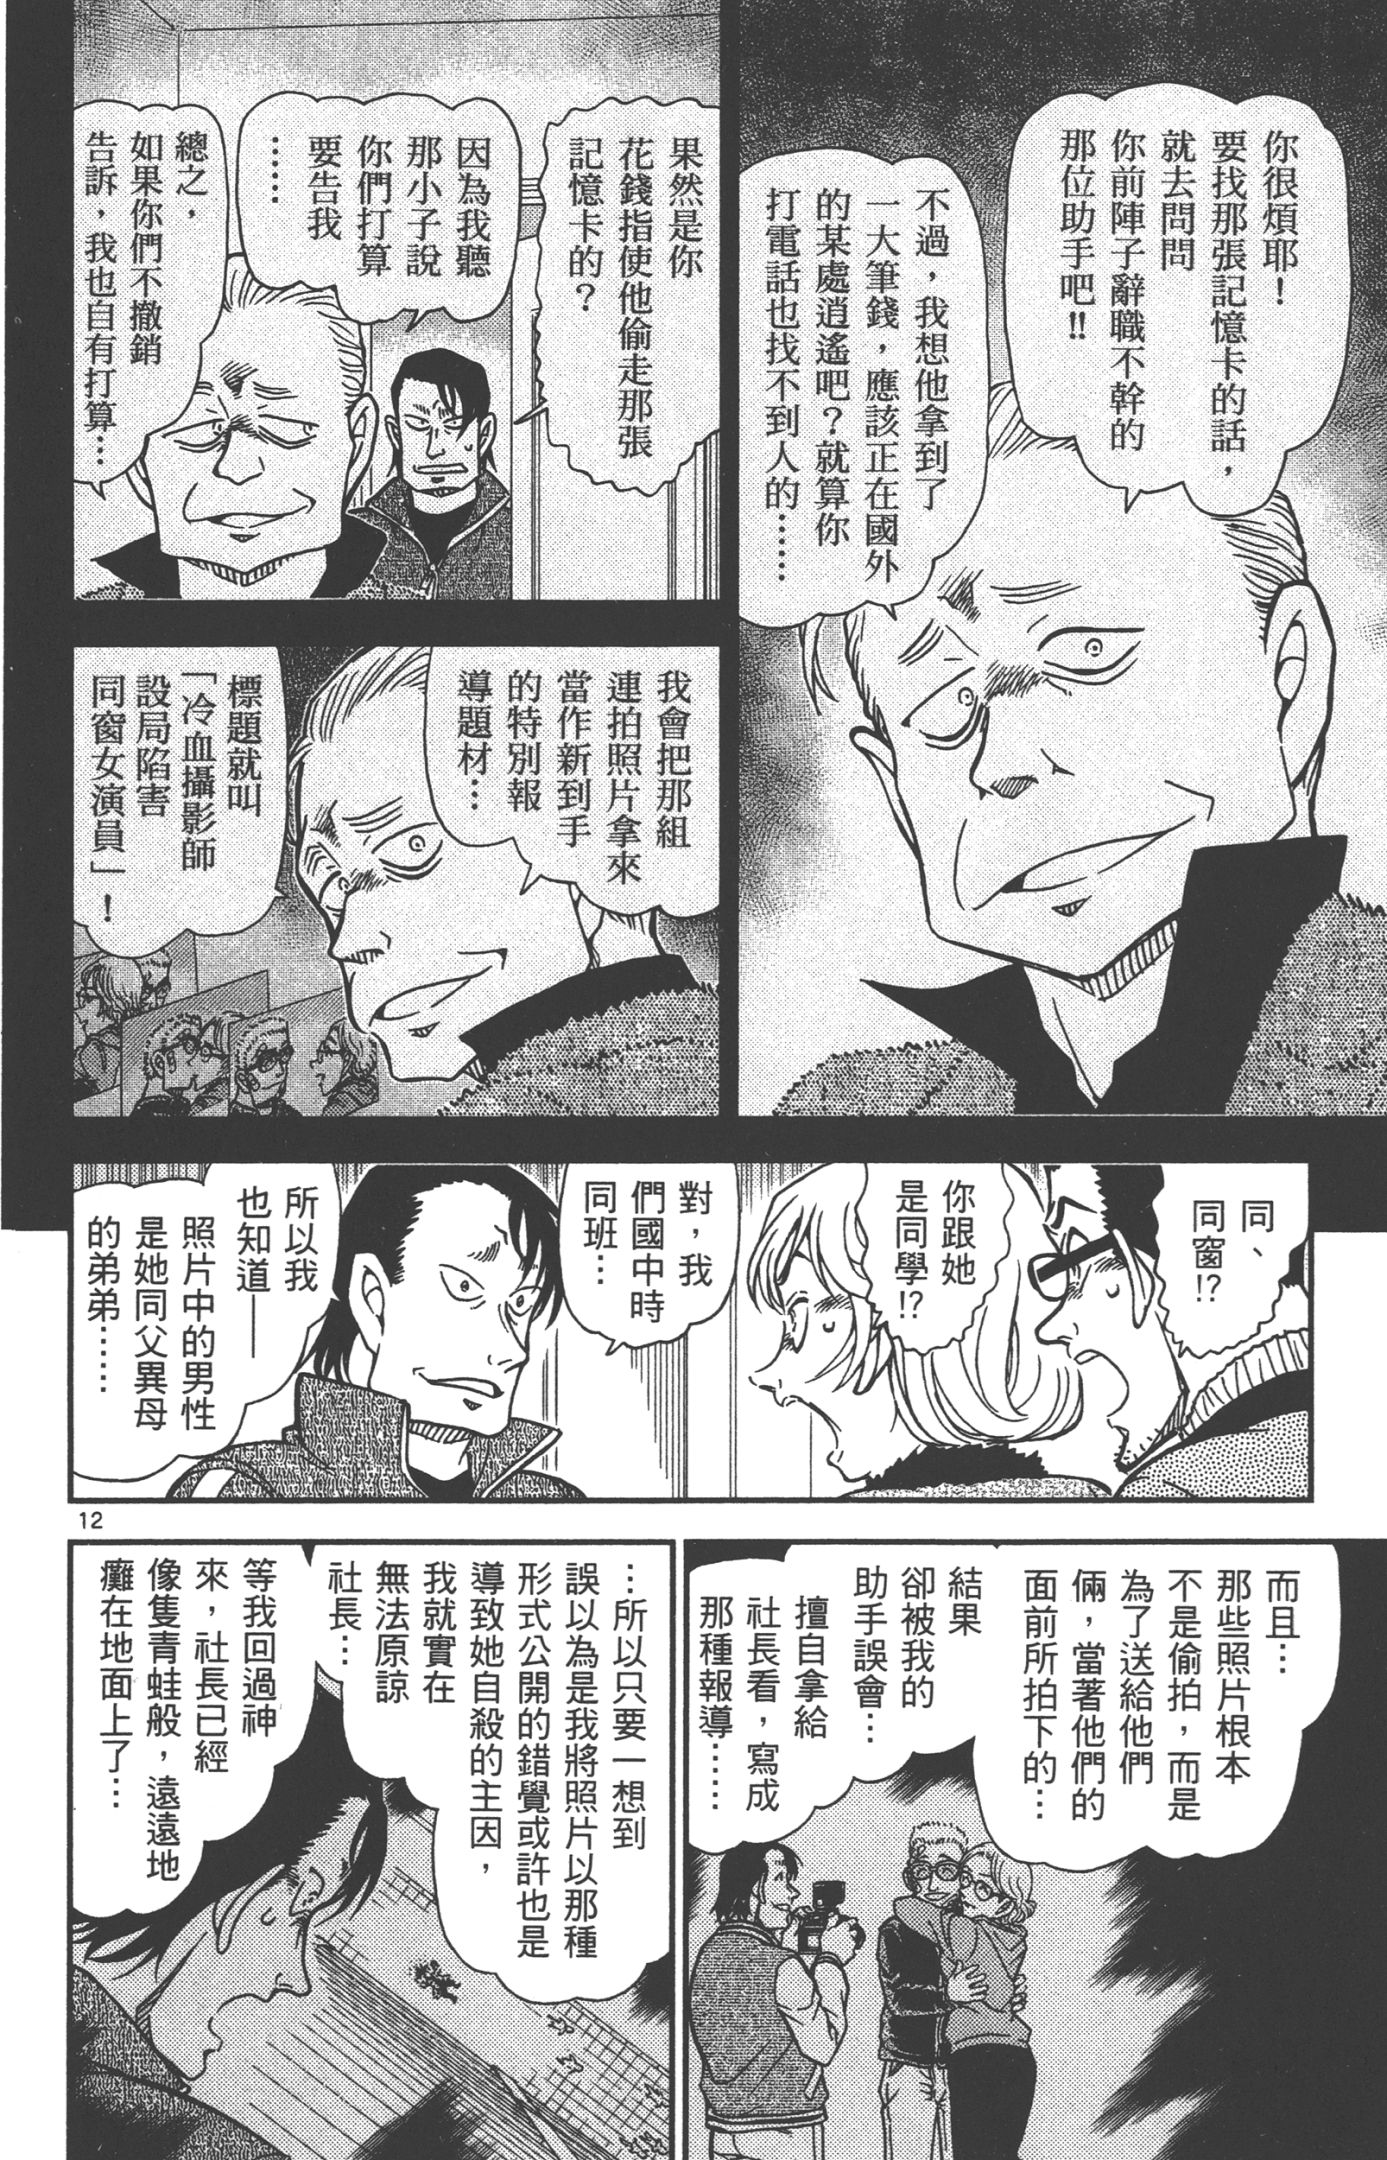 你很煩耶！
要找那張記憶卡的話，
就去問問
你前陣子辭職不幹的
那位助手吧!!
不過，我想他拿到了
一大筆錢，應該正在國外
的某處逍遙吧？就算你
打電話也找不到人的……
果然是你
花錢指使他偷走那張
記憶卡的？
因為我聽
那小子說
你們打算
要告我
……
總之，
如果你們不撤銷
告訴，我也自有打算…
我會把那組
連拍照片拿來
當作新到手
的特別報
導題材…
標題就叫
「冷血攝影師
設局陷害
同窗女演員」！
同、
同窗!?
你跟她
是同學!?
對，我
們國中時
同班…
所以我
也知道——
照片中的男性
是她同父異母
的弟弟……
12
而且…
那些照片根本
不是偷拍，而是
為了送給他們
倆，當著他們的
面前所拍下的…
結果
卻被我的
助手誤會…
擅自拿給
社長看，寫成
那種報導……
…所以只要一想到
誤以為是我將照片以那種
形式公開的錯覺或許也是
導致她自殺的主因，
我就實在
無法原諒
社長…
等我回過神
來，社長已經
像隻青蛙般，遠遠地
癱在地面上了…